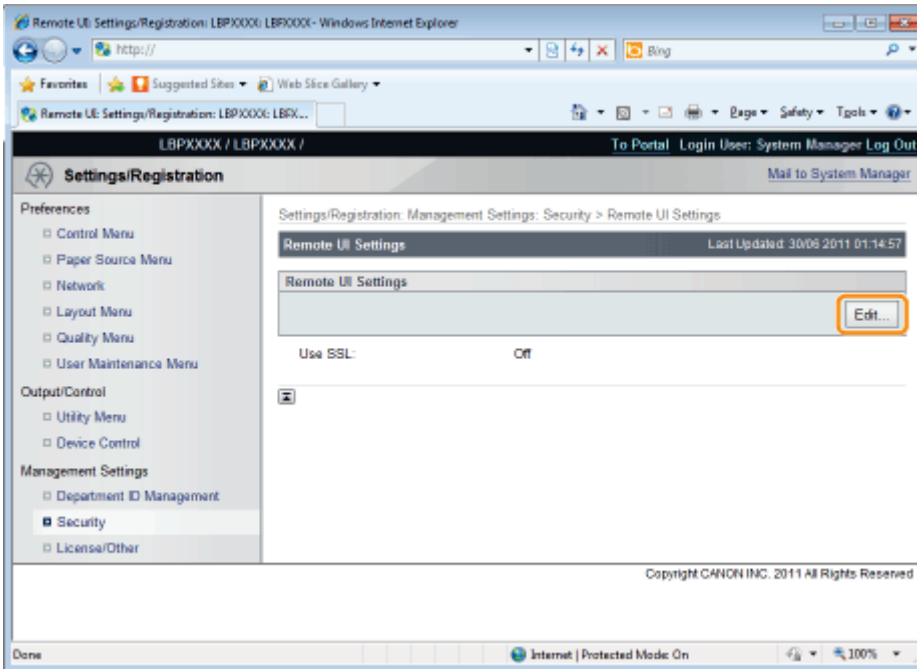 Remote UI: Settings/Registration: LBPXXXX: LBPXXXX - Windows Internet Explorer
http://
Bing
Favorites Suggested Sites Web Slice Gallery
Remote UI: Settings/Registration: LBPXXXX: LBPX... Page Safety Tools
LBPXXXX / LBPXXXX / To Portal Login User: System Manager Log Out
Settings/Registration Mail to System Manager
Preferences
Control Menu
Paper Source Menu
Network
Layout Menu
Quality Menu
User Maintenance Menu
Output/Control
Utility Menu
Device Control
Management Settings
Department ID Management
Security
License/Other
Settings/Registration: Management Settings: Security > Remote UI Settings
Remote UI Settings Last Updated: 30/06 2011 01:14:57
Remote UI Settings
Edit...
Use SSL: Off
Copyright CANON INC. 2011 All Rights Reserved
Done Internet | Protected Mode: On 100%